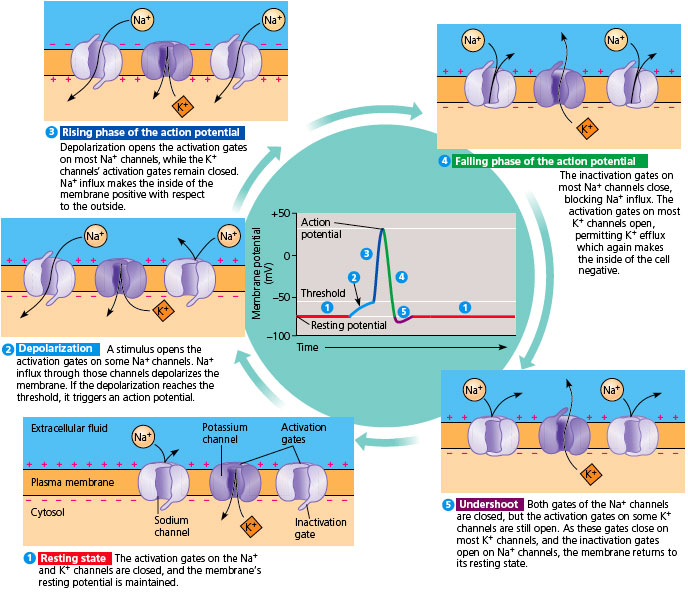 Na⁺
Na⁺
K⁺
3 Rising phase of the action potential
Depolarization opens the activation gates
on most Na⁺ channels, while the K⁺
channels' activation gates remain closed.
Na⁺ influx makes the inside of the
membrane positive with respect
to the outside.
Na⁺
Na⁺
K⁺
4 Falling phase of the action potential
The inactivation gates on
most Na⁺ channels close,
blocking Na⁺ influx. The
activation gates on most
K⁺ channels open,
permitting K⁺ efflux
which again makes
the inside of the cell
negative.
Na⁺
Na⁺
K⁺
2 Depolarization A stimulus opens the
activation gates on some Na⁺ channels. Na⁺
influx through those channels depolarizes the
membrane. If the depolarization reaches the
threshold, it triggers an action potential.
Membrane potential
(mV)
+50
0
−50
−100
Action
potential
3
2
4
Threshold
1
5
1
Resting potential
Time
Extracellular fluid
Na⁺
Potassium
channel
Activation
gates
Plasma membrane
Cytosol
Sodium
channel
K⁺
Inactivation
gate
1 Resting state The activation gates on the Na⁺
and K⁺ channels are closed, and the membrane's
resting potential is maintained.
Na⁺
Na⁺
K⁺
5 Undershoot Both gates of the Na⁺ channels
are closed, but the activation gates on some K⁺
channels are still open. As these gates close on
most K⁺ channels, and the inactivation gates
open on Na⁺ channels, the membrane returns to
its resting state.